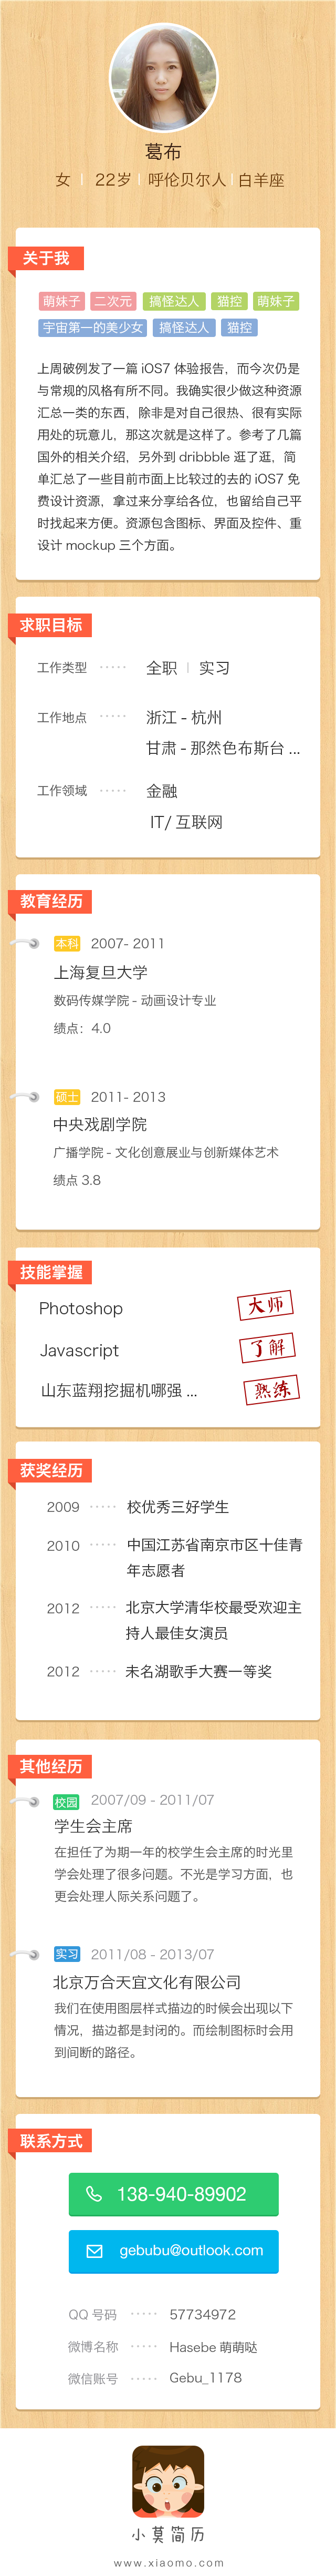 葛布
女 | 22岁 | 呼伦贝尔人 | 白羊座
关于我
萌妹子 二次元 搞怪达人 猫控 萌妹子
宇宙第一的美少女 搞怪达人 猫控
上周破例发了一篇 iOS7 体验报告，而今次仍是
与常规的风格有所不同。我确实很少做这种资源
汇总一类的东西，除非是对自己很热、很有实际
用处的玩意儿，那这次就是这样了。参考了几篇
国外的相关介绍，另外到 dribbble 逛了逛，简
单汇总了一些目前市面上比较过的去的 iOS7 免
费设计资源，拿过来分享给各位，也留给自己平
时找起来方便。资源包含图标、界面及控件、重
设计 mockup 三个方面。
求职目标
工作类型 ····· 全职 | 实习
工作地点 ····· 浙江 - 杭州
甘肃 - 那然色布斯台 ...
工作领域 ····· 金融
IT/ 互联网
教育经历
本科 2007- 2011
上海复旦大学
数码传媒学院 - 动画设计专业
绩点：4.0
硕士 2011- 2013
中央戏剧学院
广播学院 - 文化创意展业与创新媒体艺术
绩点 3.8
技能掌握
Photoshop 大师
Javascript 了解
山东蓝翔挖掘机哪强 ... 熟练
获奖经历
2009 ····· 校优秀三好学生
2010 ····· 中国江苏省南京市区十佳青
年志愿者
2012 ····· 北京大学清华校最受欢迎主
持人最佳女演员
2012 ····· 未名湖歌手大赛一等奖
其他经历
校园 2007/09 - 2011/07
学生会主席
在担任了为期一年的校学生会主席的时光里
学会处理了很多问题。不光是学习方面，也
更会处理人际关系问题了。
实习 2011/08 - 2013/07
北京万合天宜文化有限公司
我们在使用图层样式描边的时候会出现以下
情况，描边都是封闭的。而绘制图标时会用
到间断的路径。
联系方式
138-940-89902
gebubu@outlook.com
QQ 号码 ····· 57734972
微博名称 ····· Hasebe 萌萌哒
微信账号 ····· Gebu_1178
小莫简历
www.xiaomo.com